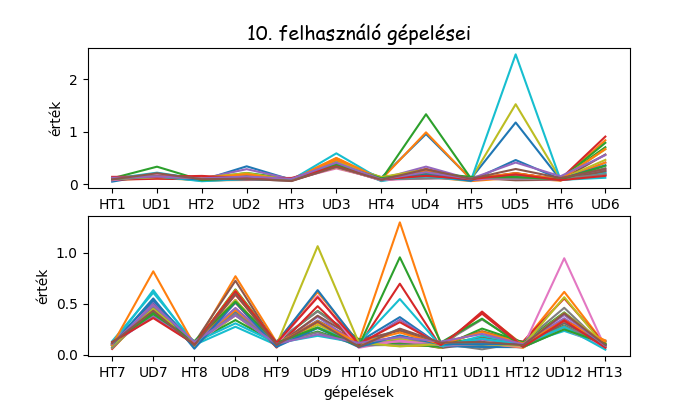 10. felhasználó gépelései
érték
2
1
0
HT1 UD1 HT2 UD2 HT3 UD3 HT4 UD4 HT5 UD5 HT6 UD6
érték
1.0
0.5
0.0
HT7 UD7 HT8 UD8 HT9 UD9 HT10 UD10 HT11 UD11 HT12 UD12 HT13
gépelések